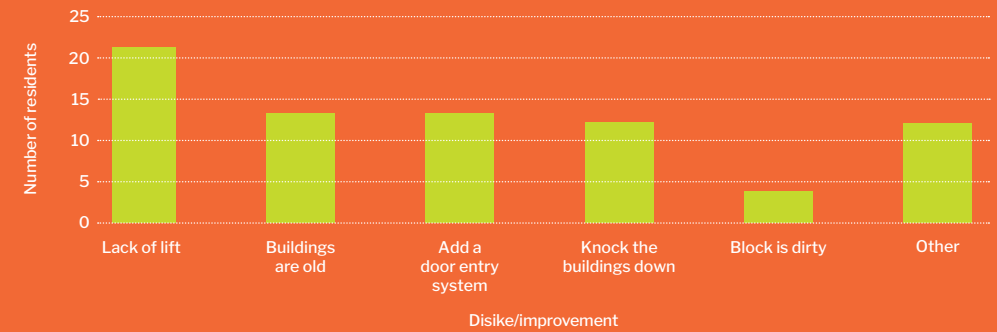 Number of residents
25
20
15
10
5
0
Lack of lift
Buildings
are old
Add a
door entry
system
Knock the
buildings down
Block is dirty
Other
Disike/improvement